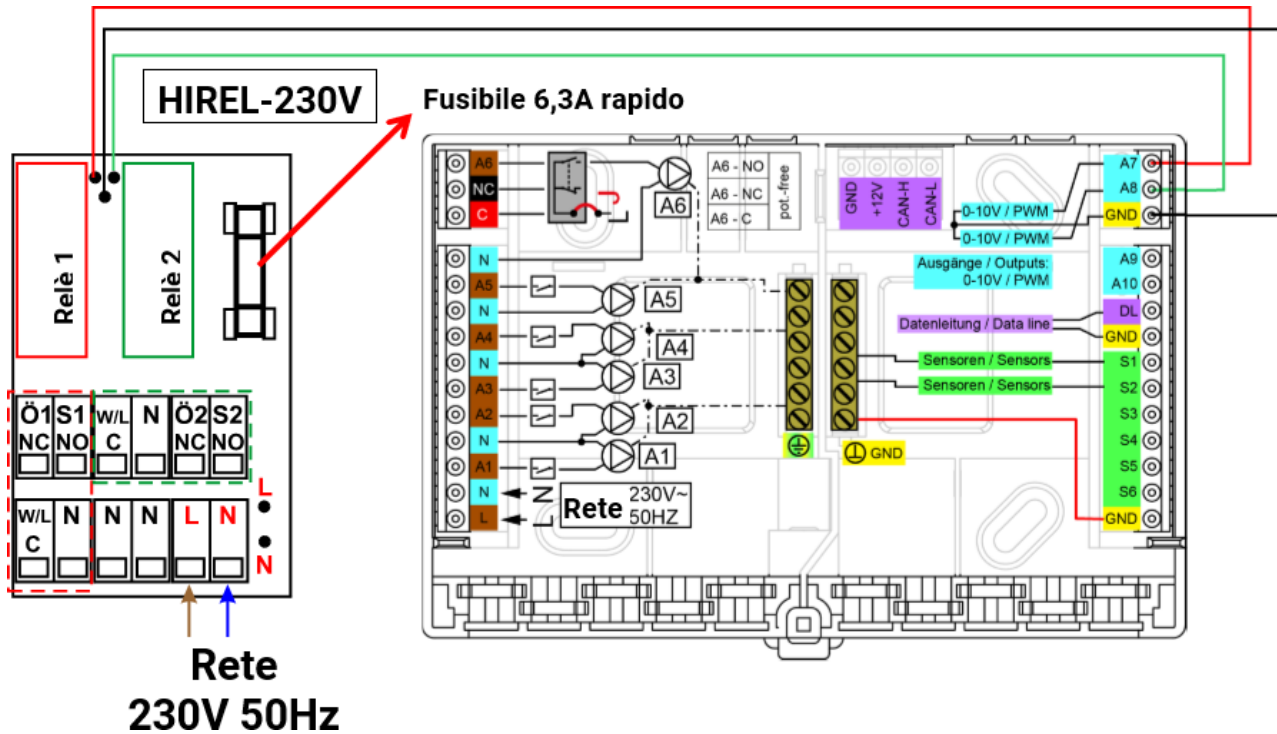 HIREL-230V
Fusibile 6,3A rapido
Relè 1
Relè 2
Ö1 S1 W/L N Ö2 S2
NC NO C NC NO
W/L N N N L N
C
L
N
Rete
230V 50Hz
A6
NC
C
N
A5
N
A4
N
A3
A2
N
A1
N
L
A6
A5
A4
A3
A2
A1
N
L
Rete 230V~
50HZ
A6 - NO
A6 - NC
A6 - C
pot.-free
GND
+12V
CAN-H
CAN-L
0-10V / PWM
0-10V / PWM
Ausgänge / Outputs:
0-10V / PWM
Datenleitung / Data line
Sensoren / Sensors
Sensoren / Sensors
GND
A7
A8
GND
A9
A10
DL
GND
S1
S2
S3
S4
S5
S6
GND